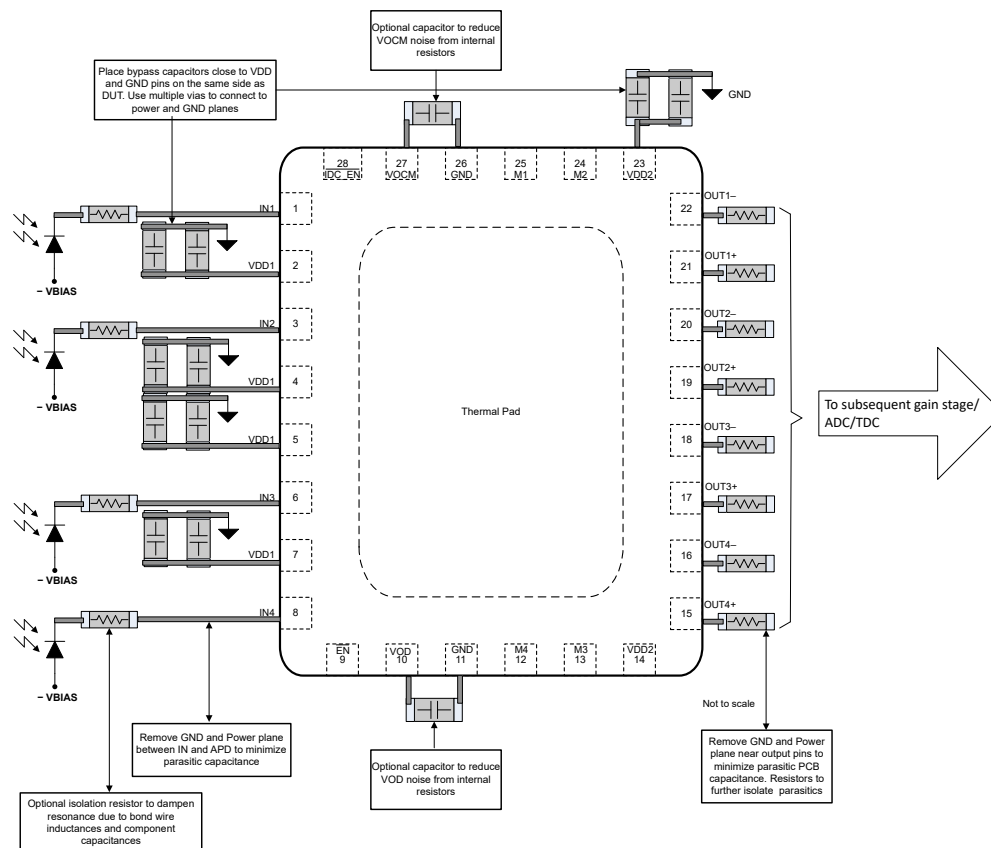 Optional capacitor to reduce
VOCM noise from internal
resistors
Place bypass capacitors close to VDD
and GND pins on the same side as
DUT. Use multiple vias to connect to
power and GND planes
GND
28
IDC_EN
27
VOCM
26
GND
25
M1
24
M2
23
VDD2
IN1
1
VDD1
2
– VBIAS
IN2
3
VDD1
4
– VBIAS
VDD1
5
IN3
6
VDD1
7
– VBIAS
IN4
8
– VBIAS
Thermal Pad
22
OUT1–
21
OUT1+
20
OUT2–
19
OUT2+
18
OUT3–
17
OUT3+
16
OUT4–
15
OUT4+
To subsequent gain stage/
ADC/TDC
EN
9
VOD
10
GND
11
M4
12
M3
13
VDD2
14
Not to scale
Remove GND and Power plane
between IN and APD to minimize
parasitic capacitance
Optional capacitor to reduce
VOD noise from internal
resistors
Remove GND and Power
plane near output pins to
minimize parasitic PCB
capacitance. Resistors to
further isolate parasitics
Optional isolation resistor to dampen
resonance due to bond wire
inductances and component
capacitances